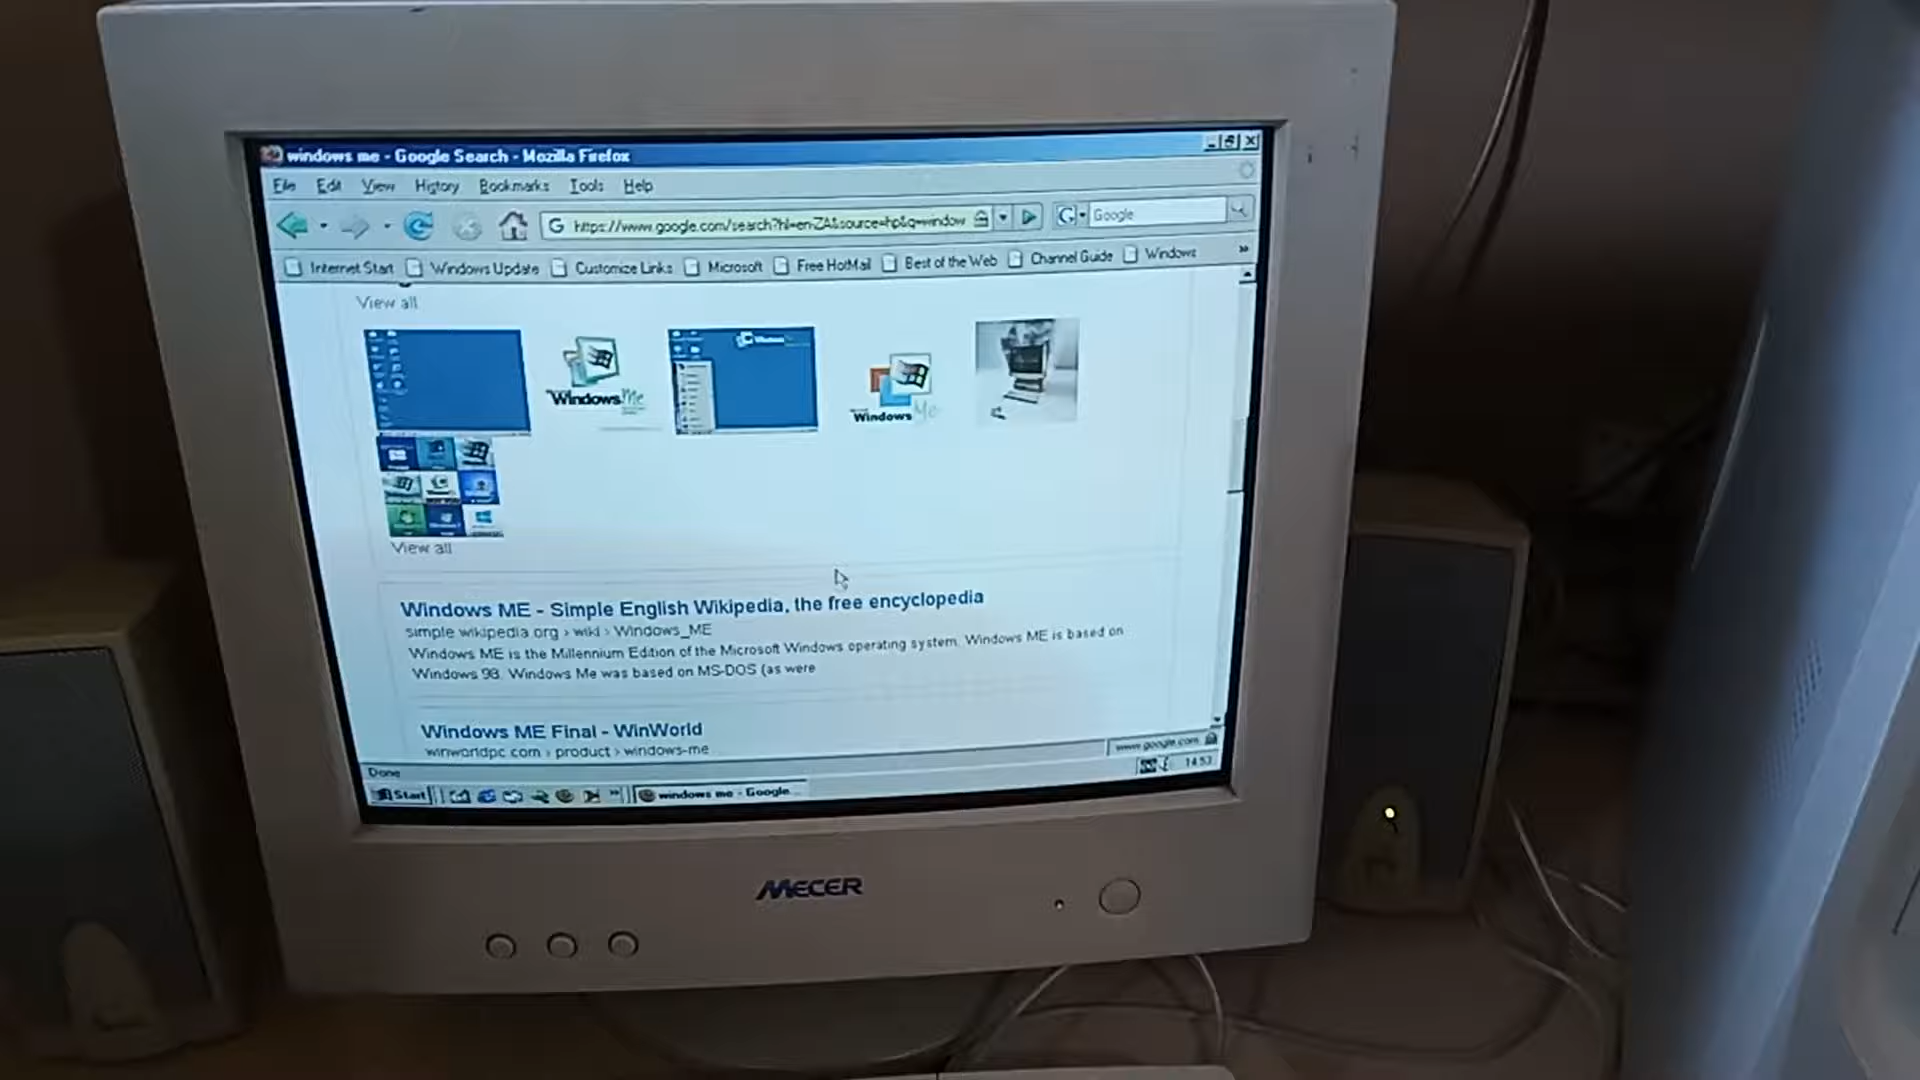 windows me - Google Search - Mozilla Firefox
File Edit View History Bookmarks Tools Help
https://www.google.com/search?hl=en-ZA&source=hp&q=window
Google
Internet Start Windows Update Customize Links Microsoft Free HotMail Best of the Web Channel Guide Windows
View all
Windows Me
Windows Me
View all
Windows ME - Simple English Wikipedia, the free encyclopedia
simple.wikipedia.org › wiki › Windows_ME
Windows ME is the Millennium Edition of the Microsoft Windows operating system. Windows ME is based on
Windows 98. Windows Me was based on MS-DOS (as were
Windows ME Final - WinWorld
winworldpc.com › product › windows-me
Done
www.google.com
Start
windows me - Google ...
14:53
MECER